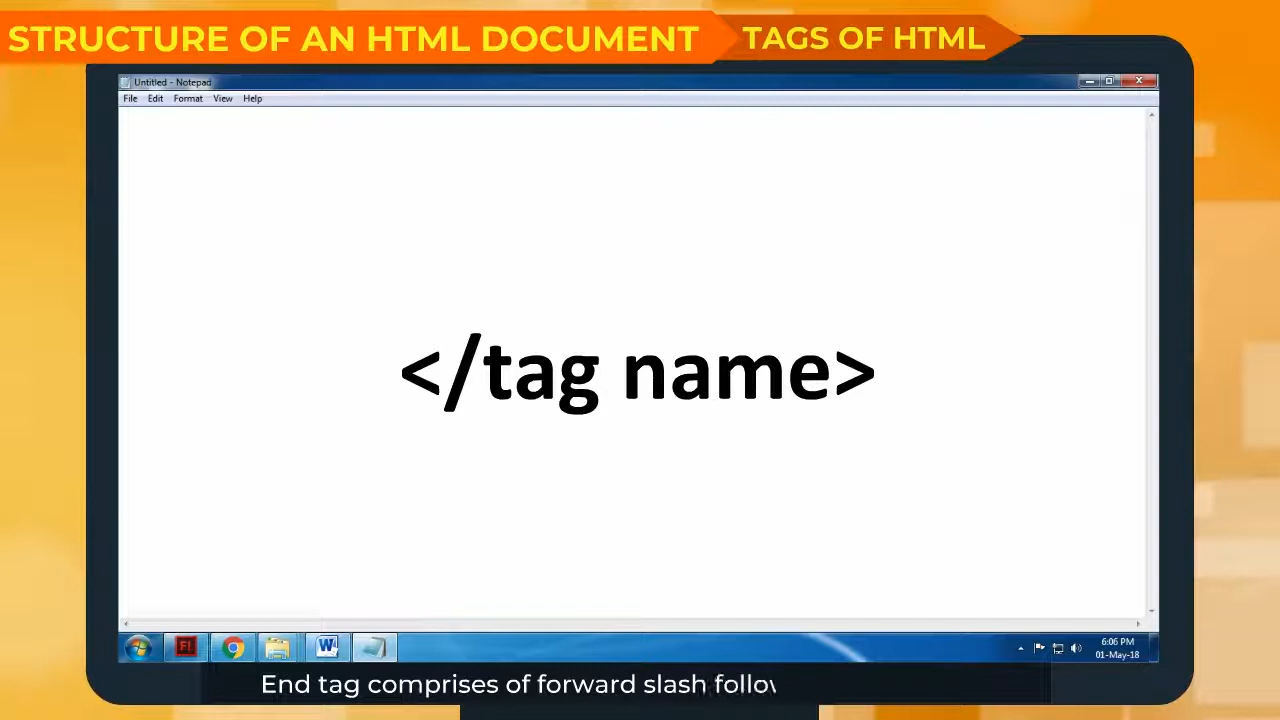 STRUCTURE OF AN HTML DOCUMENT
TAGS OF HTML
Untitled - Notepad
File Edit Format View Help
</tag name>
Fl
W
6:06 PM
01-May-18
End tag comprises of forward slash